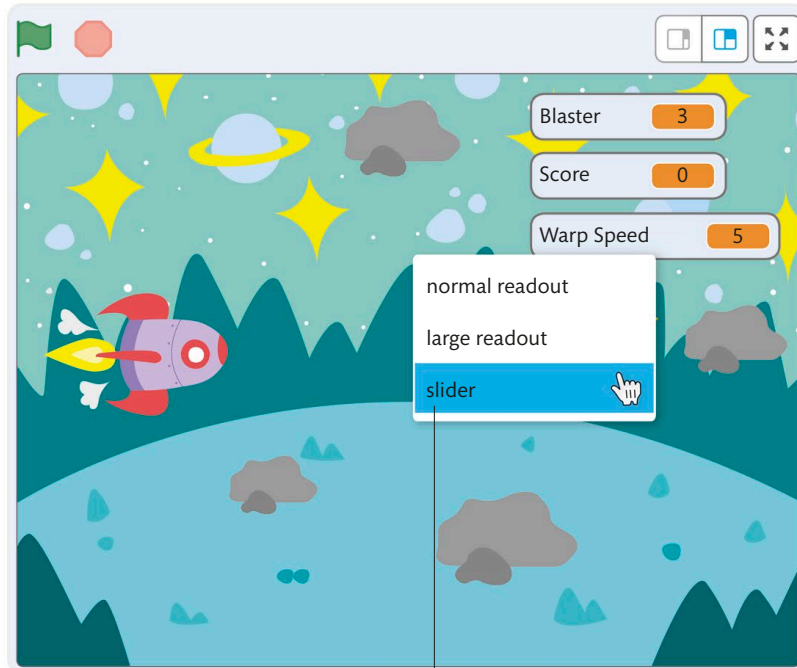 Blaster 3
Score 0
Warp Speed 5
normal readout
large readout
slider